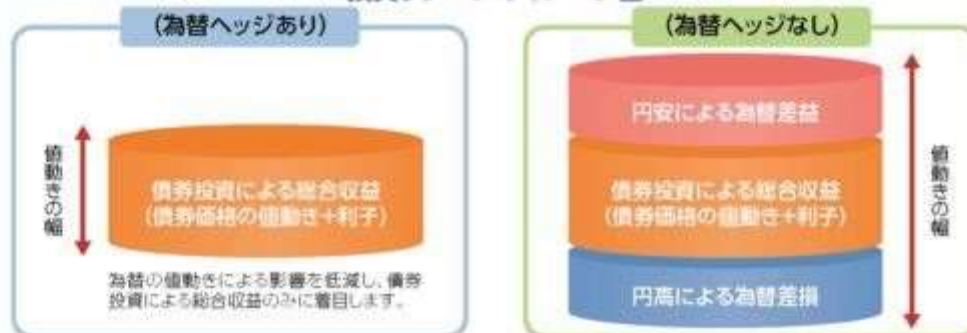 (為替ヘッジあり)
値動きの幅
債券投資による総合収益
(債券価格の値動き+利子)
為替の値動きによる影響を低減し、債券
投資による総合収益のみに着目します。
(為替ヘッジなし)
円安による為替差益
債券投資による総合収益
(債券価格の値動き+利子)
円高による為替差損
値動きの幅